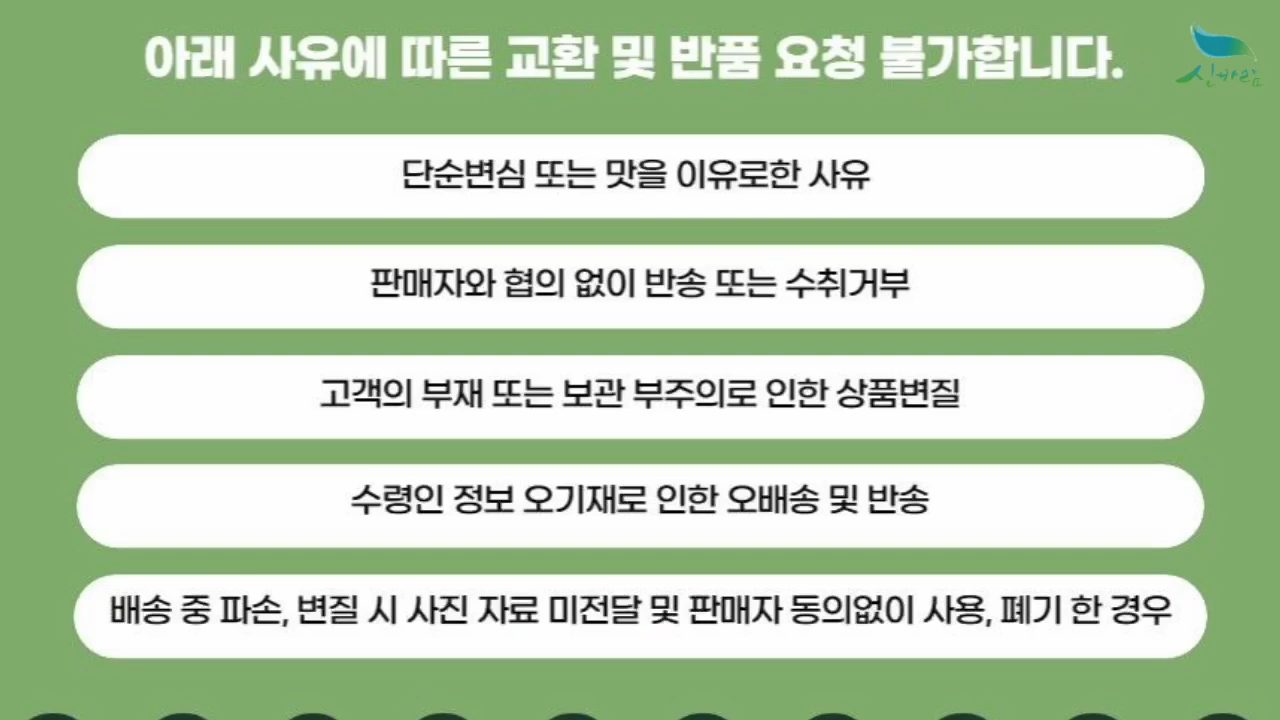 아래 사유에 따른 교환 및 반품 요청 불가합니다.
신바람
단순변심 또는 맛을 이유로한 사유
판매자와 협의 없이 반송 또는 수취거부
고객의 부재 또는 보관 부주의로 인한 상품변질
수령인 정보 오기재로 인한 오배송 및 반송
배송 중 파손, 변질 시 사진 자료 미전달 및 판매자 동의없이 사용, 폐기 한 경우